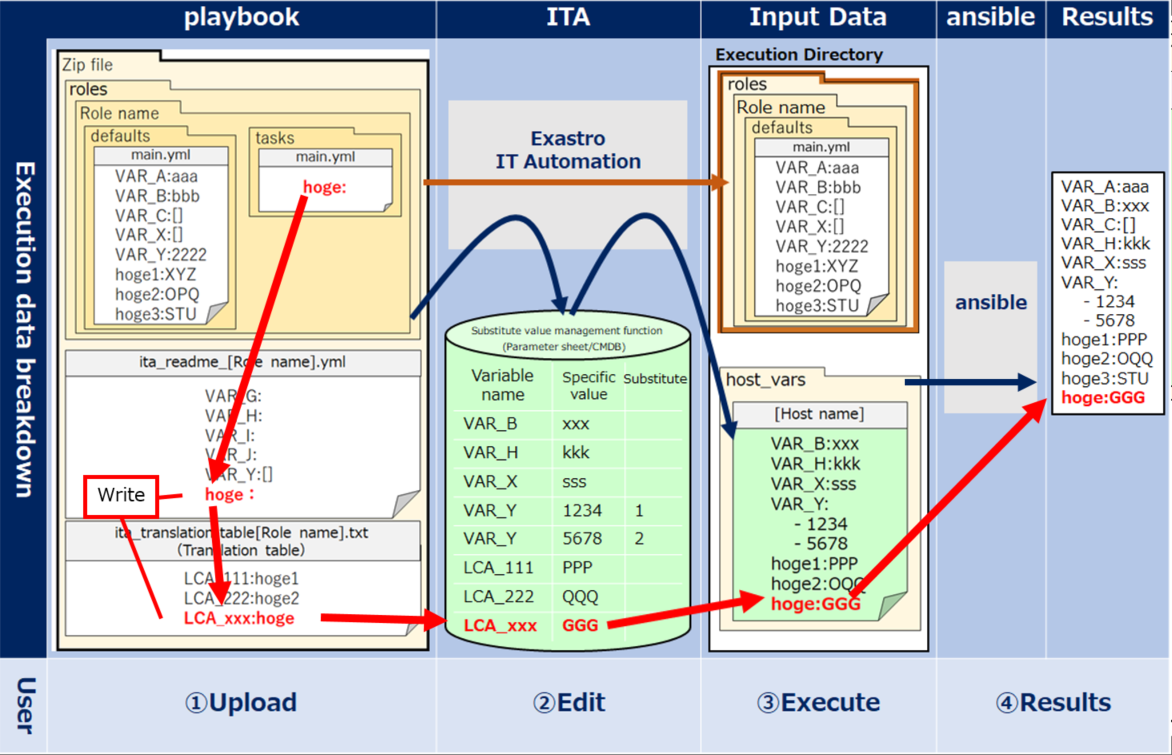 playbook
ITA
Input Data
ansible
Results
Execution data breakdown
Zip file
roles
Role name
defaults
main.yml
VAR_A:aaa
VAR_B:bbb
VAR_C:[]
VAR_X:[]
VAR_Y:2222
hoge1:XYZ
hoge2:OPQ
hoge3:STU
tasks
main.yml
hoge:
ita_readme_[Role name].yml
VAR_G:
VAR_H:
VAR_I:
VAR_J:
VAR_Y:[]
hoge：
Write
ita_translation_table[Role name].txt
(Translation table)
LCA_111:hoge1
LCA_222:hoge2
LCA_xxx:hoge
Exastro
IT Automation
Substitute value management function
(Parameter sheet/CMDB)
Variable name Specific value Substitute
VAR_B xxx
VAR_H kkk
VAR_X sss
VAR_Y 1234 1
VAR_Y 5678 2
LCA_111 PPP
LCA_222 QQQ
LCA_xxx GGG
Execution Directory
roles
Role name
defaults
main.yml
VAR_A:aaa
VAR_B:bbb
VAR_C:[]
VAR_X:[]
VAR_Y:2222
hoge1:XYZ
hoge2:OPQ
hoge3:STU
host_vars
[Host name]
VAR_B:xxx
VAR_H:kkk
VAR_X:sss
VAR_Y:
- 1234
- 5678
hoge1:PPP
hoge2:OQQ
hoge:GGG
ansible
VAR_A:aaa
VAR_B:xxx
VAR_C:[]
VAR_H:kkk
VAR_X:sss
VAR_Y:
- 1234
- 5678
hoge1:PPP
hoge2:OQQ
hoge3:STU
hoge:GGG
User
①Upload
②Edit
③Execute
④Results